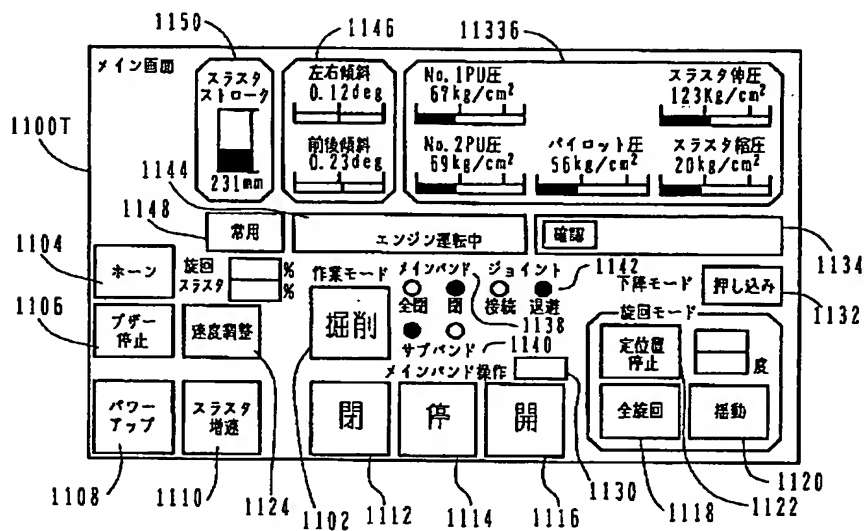 1150
1146
11336
メイン画面
スラスタ
ストローク
231mm
左右傾斜
0.12deg
前後傾斜
0.23deg
No.1PU圧
67kg/cm²
スラスタ伸圧
123Kg/cm²
No.2PU圧
69kg/cm²
パイロット圧
56kg/cm²
スラスタ縮圧
20kg/cm²
1100T
1144
1148
常用
エンジン運転中
確認
1134
1104
ホーン
旋回
%
スラスタ
%
作業モード
メインバンド
ジョイント
1142
全閉
閉
接続
退避
1138
下降モード
押し込み
1132
1106
ブザー
停止
速度調整
掘削
サブバンド
1140
メインバンド操作
旋回モード
定位置
停止
度
パワー
アップ
スラスタ
増速
閉
停
開
全旋回
揺動
1108
1110
1124
1102
1112
1114
1116
1130
1118
1122
1120